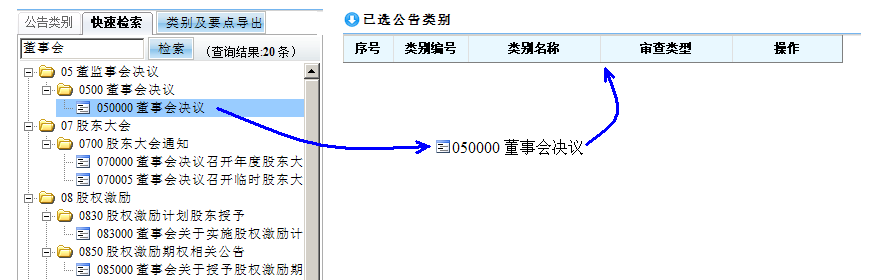 公告类别 快速检索 类别及要点导出
董事会 检索 (查询结果:20条)
05 董监事会决议
0500 董事会决议
050000 董事会决议
07 股东大会
0700 股东大会通知
070000 董事会决议召开年度股东大
070005 董事会决议召开临时股东大
08 股权激励
0830 股权激励计划股东授予
083000 董事会关于实施股权激励计
0850 股权激励期权相关公告
085000 董事会关于授予股权激励期
已选公告类别
序号 类别编号 类别名称 审查类型 操作
050000 董事会决议